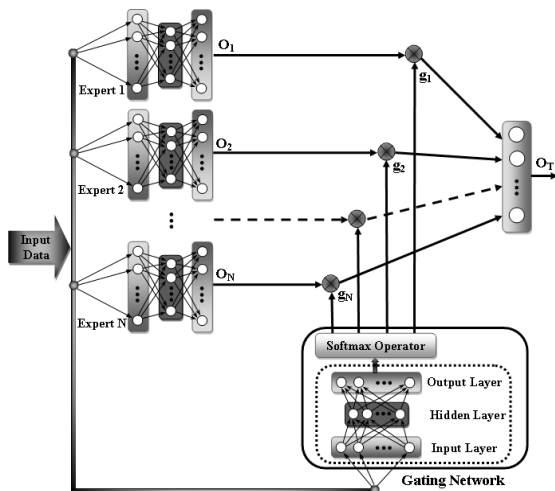 O1
Expert 1
g1
O2
Expert 2
g2
OT
Input
Data
ON
Expert N
gN
Softmax Operator
Output Layer
Hidden Layer
Input Layer
Gating Network